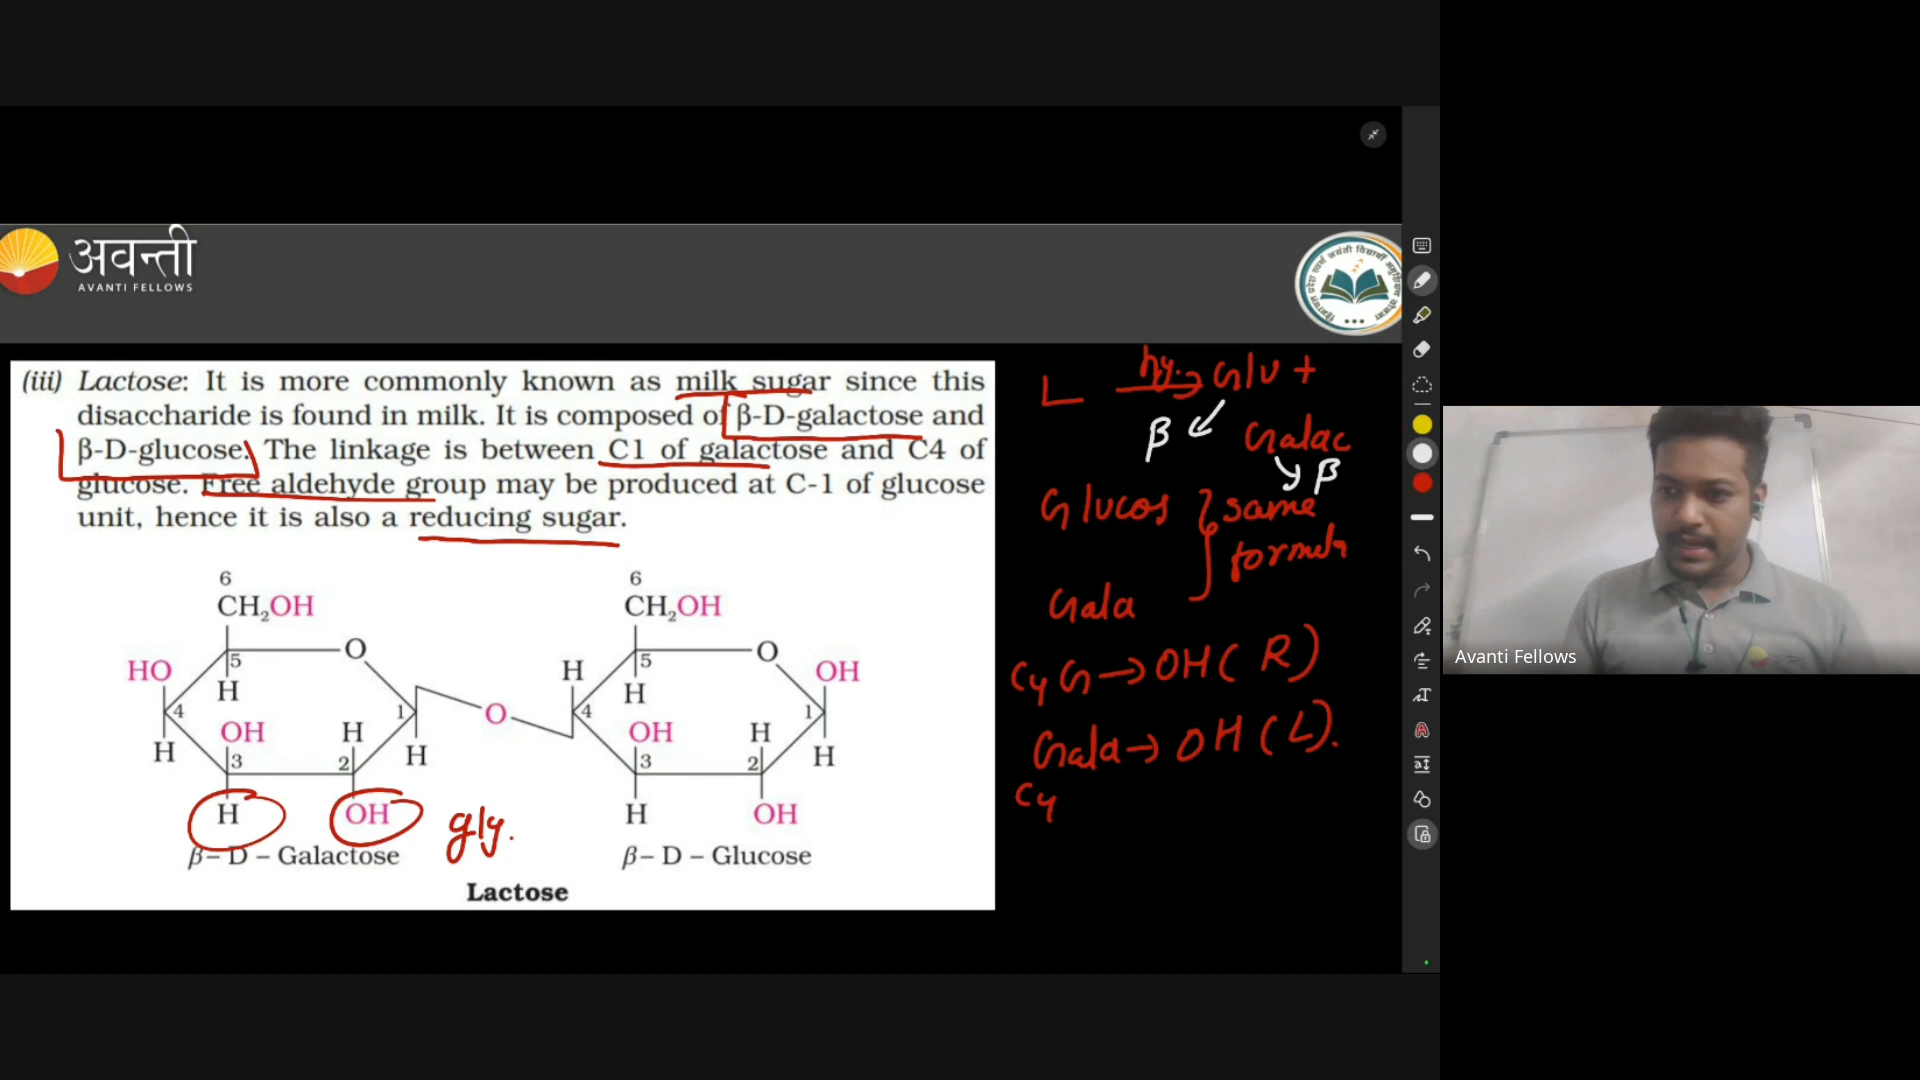 अवन्ती
AVANTI FELLOWS
(iii) Lactose: It is more commonly known as milk sugar since this
disaccharide is found in milk. It is composed of β-D-galactose and
β-D-glucose. The linkage is between C1 of galactose and C4 of
glucose. Free aldehyde group may be produced at C-1 of glucose
unit, hence it is also a reducing sugar.
6 6
CH₂OH CH₂OH
HO 5 O H 5 O OH
H H
4 OH H 1 O 4 OH H 1
H 3 2 H 3 2 H
H OH H OH
gly.
β– D – Galactose β– D – Glucose
Lactose
L hy. → Glu +
β Galac
β
Glucos } same
formula
Gala
C4 G → OH ( R )
Gala → OH ( L ).
C4
Avanti Fellows